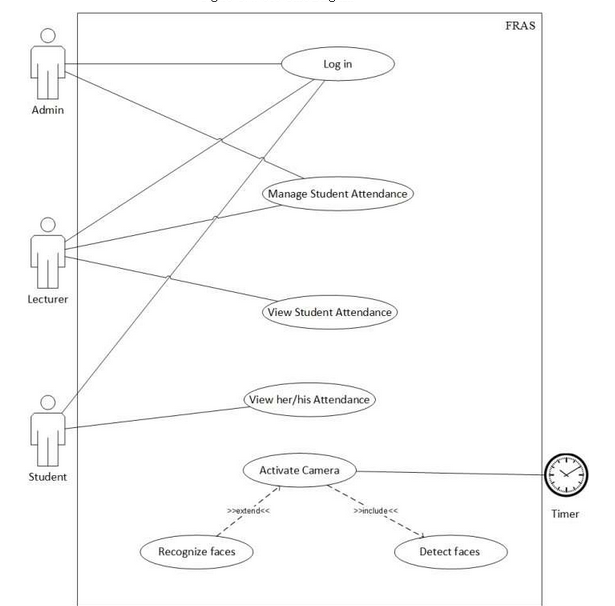 FRAS
Log in
Admin
Manage Student Attendance
Lecturer
View Student Attendance
View her/his Attendance
Student
Activate Camera
Timer
>>extend<<
>>include<<
Recognize faces
Detect faces